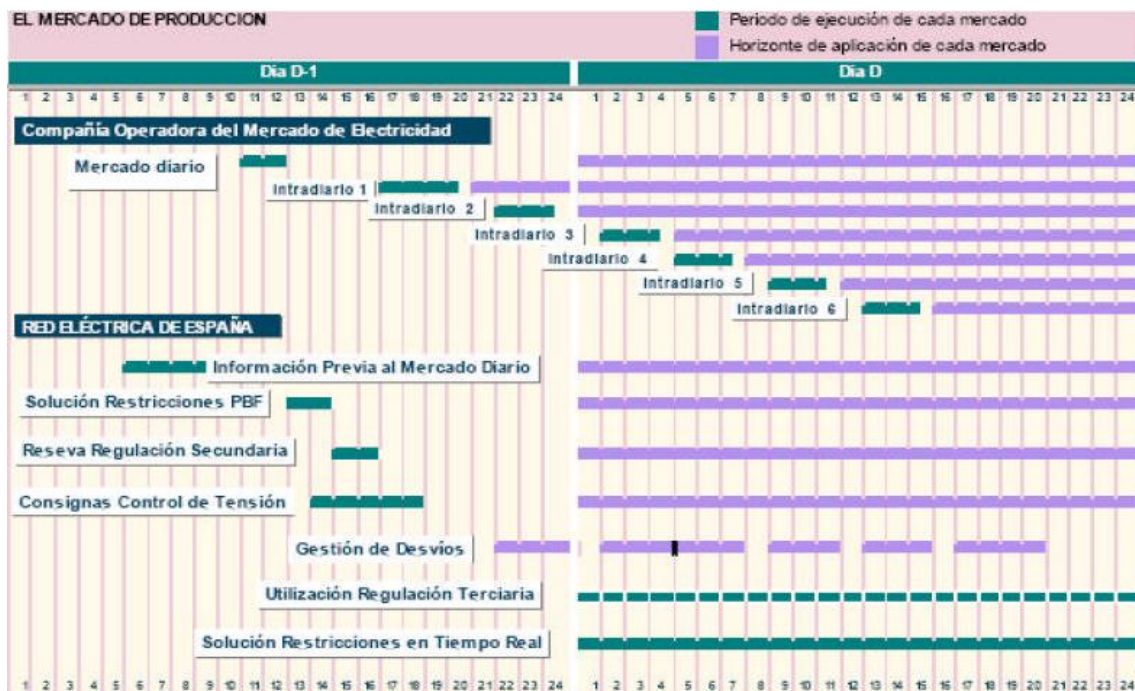 EL MERCADO DE PRODUCCION
Periodo de ejecución de cada mercado
Horizonte de aplicación de cada mercado
Día D-1
Día D
1 2 3 4 5 6 7 8 9 10 11 12 13 14 15 16 17 18 19 20 21 22 23 24
1 2 3 4 5 6 7 8 9 10 11 12 13 14 15 16 17 18 19 20 21 22 23 24
Compañía Operadora del Mercado de Electricidad
Mercado diario
Intradiario 1
Intradiario 2
Intradiario 3
Intradiario 4
Intradiario 5
Intradiario 6
RED ELÉCTRICA DE ESPAÑA
Información Previa al Mercado Diario
Solución Restricciones PBF
Reseva Regulación Secundaria
Consignas Control de Tensión
Gestión de Desvíos
Utilización Regulación Terciaria
Solución Restricciones en Tiempo Real
1 2 3 4 5 6 7 8 9 10 11 12 13 14 15 16 17 18 19 20 21 22 23 24
1 2 3 4 5 6 7 8 9 10 11 12 13 14 15 16 17 18 19 20 21 22 23 24